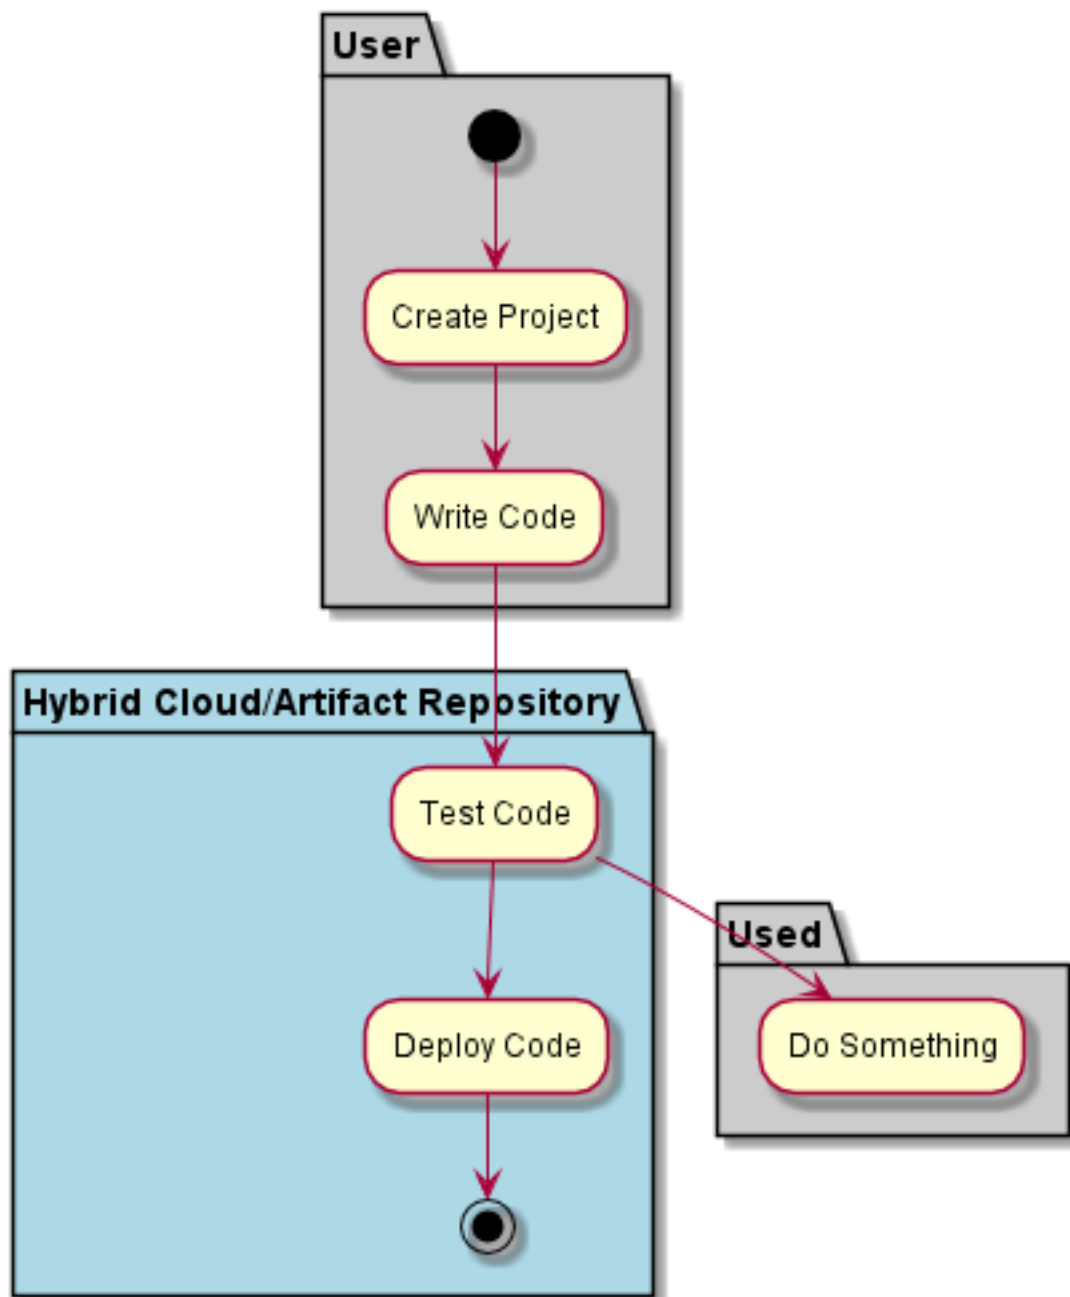 User
Create Project
Write Code
Hybrid Cloud/Artifact Repository
Test Code
Used
Deploy Code
Do Something